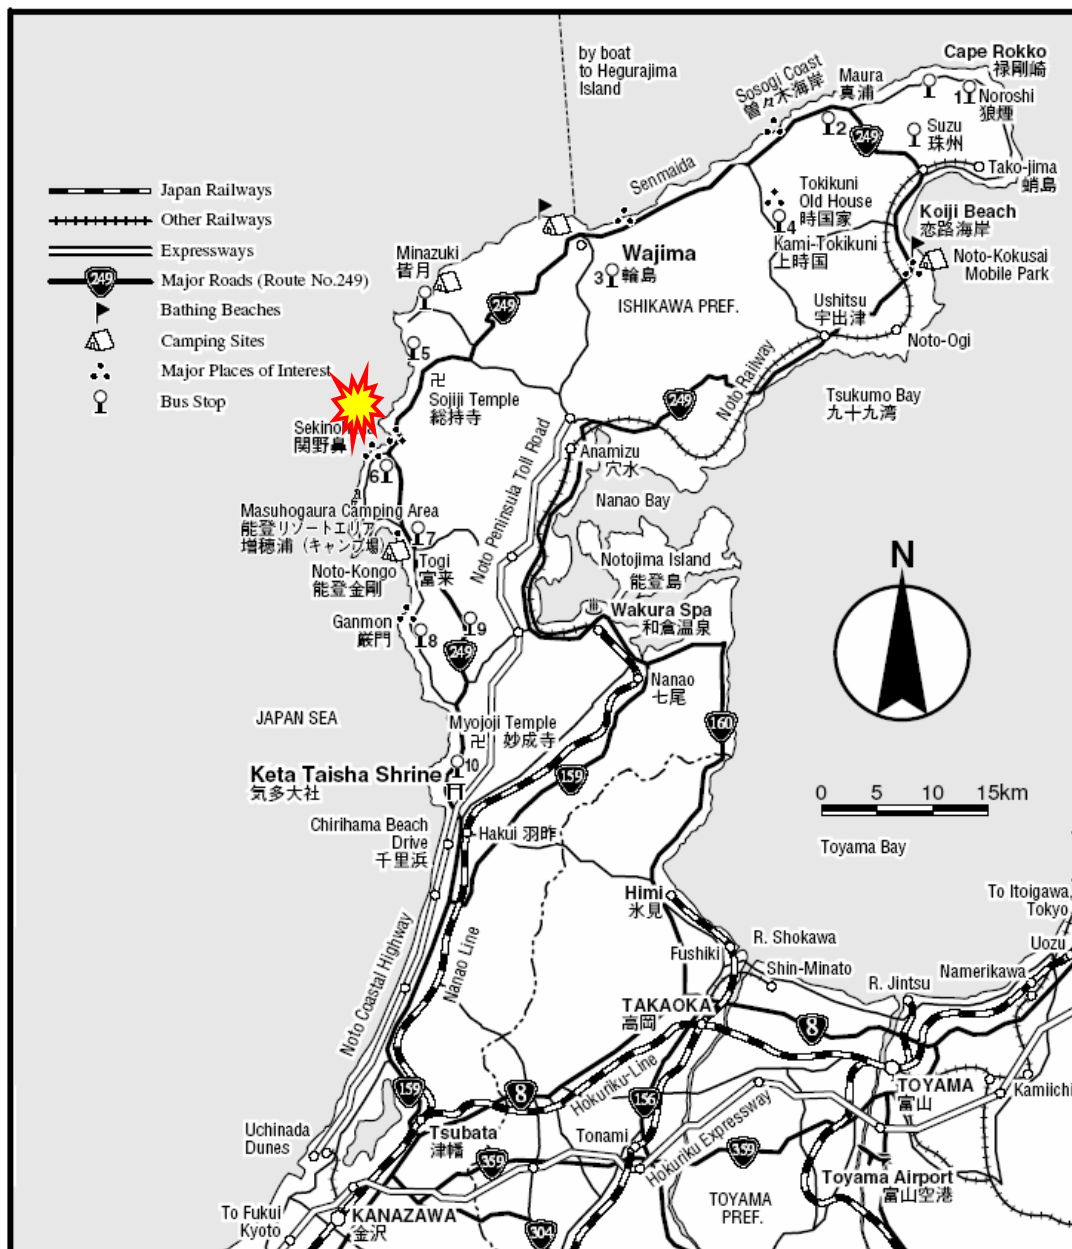 by boat
to Hegurajima
Island
Cape Rokko
禄剛崎
Sosogi Coast
曽々木海岸
Maura
真浦
1
Noroshi
狼煙
2
249
Suzu
珠州
Tako-jima
蛸島
Senmaida
Japan Railways
Other Railways
Expressways
249
Major Roads (Route No.249)
Bathing Beaches
Camping Sites
Major Places of Interest
Bus Stop
Tokikuni
Old House
時国家
4
Kami-Tokikuni
上時国
Koiji Beach
恋路海岸
Noto-Kokusai
Mobile Park
Minazuki
皆月
Wajima
輪島
3
249
ISHIKAWA PREF.
Ushitsu
宇出津
Noto-Ogi
5
卍
Sojiji Temple
総持寺
Noto Railway
249
Tsukumo Bay
九十九湾
関野鼻
6
Noto Peninsula Toll Road
Anamizu
穴水
Nanao Bay
Masuhogaura Camping Area
能登リゾートエリア
増穂浦（キャンプ場）
7
Togi
富来
Noto-Kongo
能登金剛
Notojima Island
能登島
N
Ganmon
巌門
8
9
249
Wakura Spa
和倉温泉
Nanao
七尾
JAPAN SEA
Myojoji Temple
卍 妙成寺
160
10
Keta Taisha Shrine
気多大社
159
0 5 10 15km
Chirihama Beach
Drive
千里浜
Hakui 羽昨
Toyama Bay
Himi
氷見
To Itoigawa,
Tokyo
Uozu
Noto Coastal Highway
Nanao Line
Fushiki
R. Shokawa
Shin-Minato
R. Jintsu
Namerikawa
TAKAOKA
高岡
8
159
8
Hokuriku-Line
156
Hokuriku Expressway
TOYAMA
富山
Kamiichi
Uchinada
Dunes
Tsubata
津幡
359
Tonami
359
Toyama Airport
富山空港
To Fukui
Kyoto
KANAZAWA
金沢
304
TOYAMA
PREF.